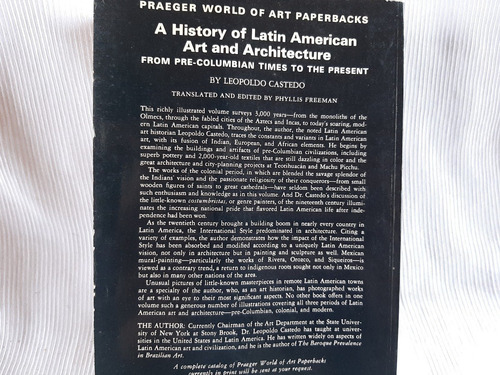 PRAEGER WORLD OF ART PAPERBACKS
A History of Latin American
Art and Architecture
FROM PRE-COLUMBIAN TIMES TO THE PRESENT
BY LEOPOLDO CASTEDO
TRANSLATED AND EDITED BY PHYLLIS FREEMAN
This richly illustrated volume surveys 3,000 years—from the monoliths of the
Olmecs, through the fabled cities of the Aztecs and Incas, to today's soaring, mod-
ern Latin American capitals. Throughout, the author, the noted Latin American
art historian Leopoldo Castedo, traces the constants and variants in Latin American
art, with its fusion of Indian, European, and African elements. He begins by
examining the buildings and artifacts of pre-Columbian civilizations, including
superb pottery and 2,000-year-old textiles that are still dazzling in color and the
great architecture and city-planning projects at Teotihuacán and Machu Picchu.
The works of the colonial period, in which are blended the savage splendor of
the Indians' vision and the passionate religiosity of their conquerors—from small
wooden figures of saints to great cathedrals—have seldom been described with
such enthusiasm and knowledge as in this volume. And Dr. Castedo's discussion of
the little-known costumbristas, or genre painters, of the nineteenth century illumi-
nates the increasing national pride that flavored Latin American life after inde-
pendence had been won.
As the twentieth century brought a building boom in nearly every country in
Latin America, the International Style predominated in architecture. Citing a
variety of examples, the author demonstrates how the impact of the International
Style has been absorbed and modified according to a uniquely Latin American
vision, not only in architecture but in painting and sculpture as well. Mexican
mural-painting—particularly the works of Rivera, Orozco, and Siqueiros—is
viewed as a contrary trend, a return to indigenous roots sought not only in Mexico
but also in many other nations of the area.
Unusual pictures of little-known masterpieces in remote Latin American towns
are a specialty of the author, who, as an art historian, has photographed works
of art with an eye to their most significant aspects. No other book offers in one
volume such a generous number of illustrations covering all three periods of Latin
American art and architecture—pre-Columbian, colonial, and modern.
THE AUTHOR: Currently Chairman of the Art Department at the State Univer-
sity of New York at Stony Brook, Dr. Leopoldo Castedo has taught at univer-
sities in the United States and Latin America. He has written widely on aspects of
Latin American art and civilization, and he is the author of The Baroque Prevalence
in Brazilian Art.
A complete catalog of Praeger World of Art Paperbacks
currently in print will be sent at your request.